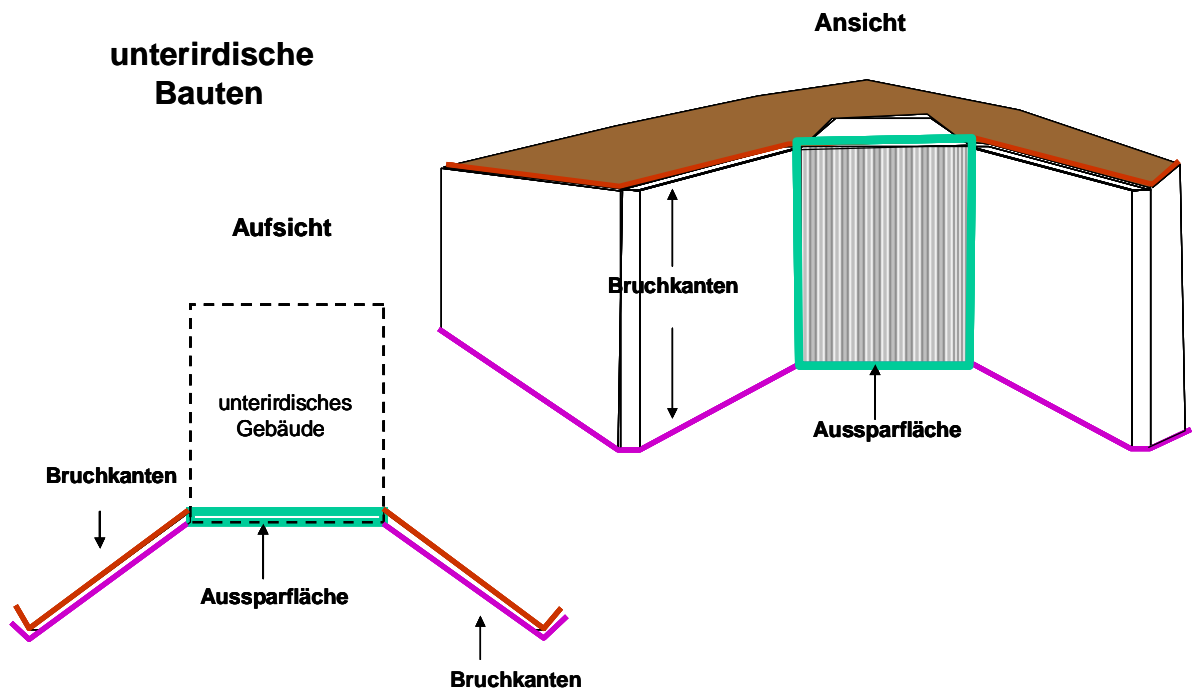 unterirdische
Bauten
Ansicht
Aufsicht
Bruchkanten
Aussparfläche
unterirdisches
Gebäude
Bruchkanten
Aussparfläche
Bruchkanten